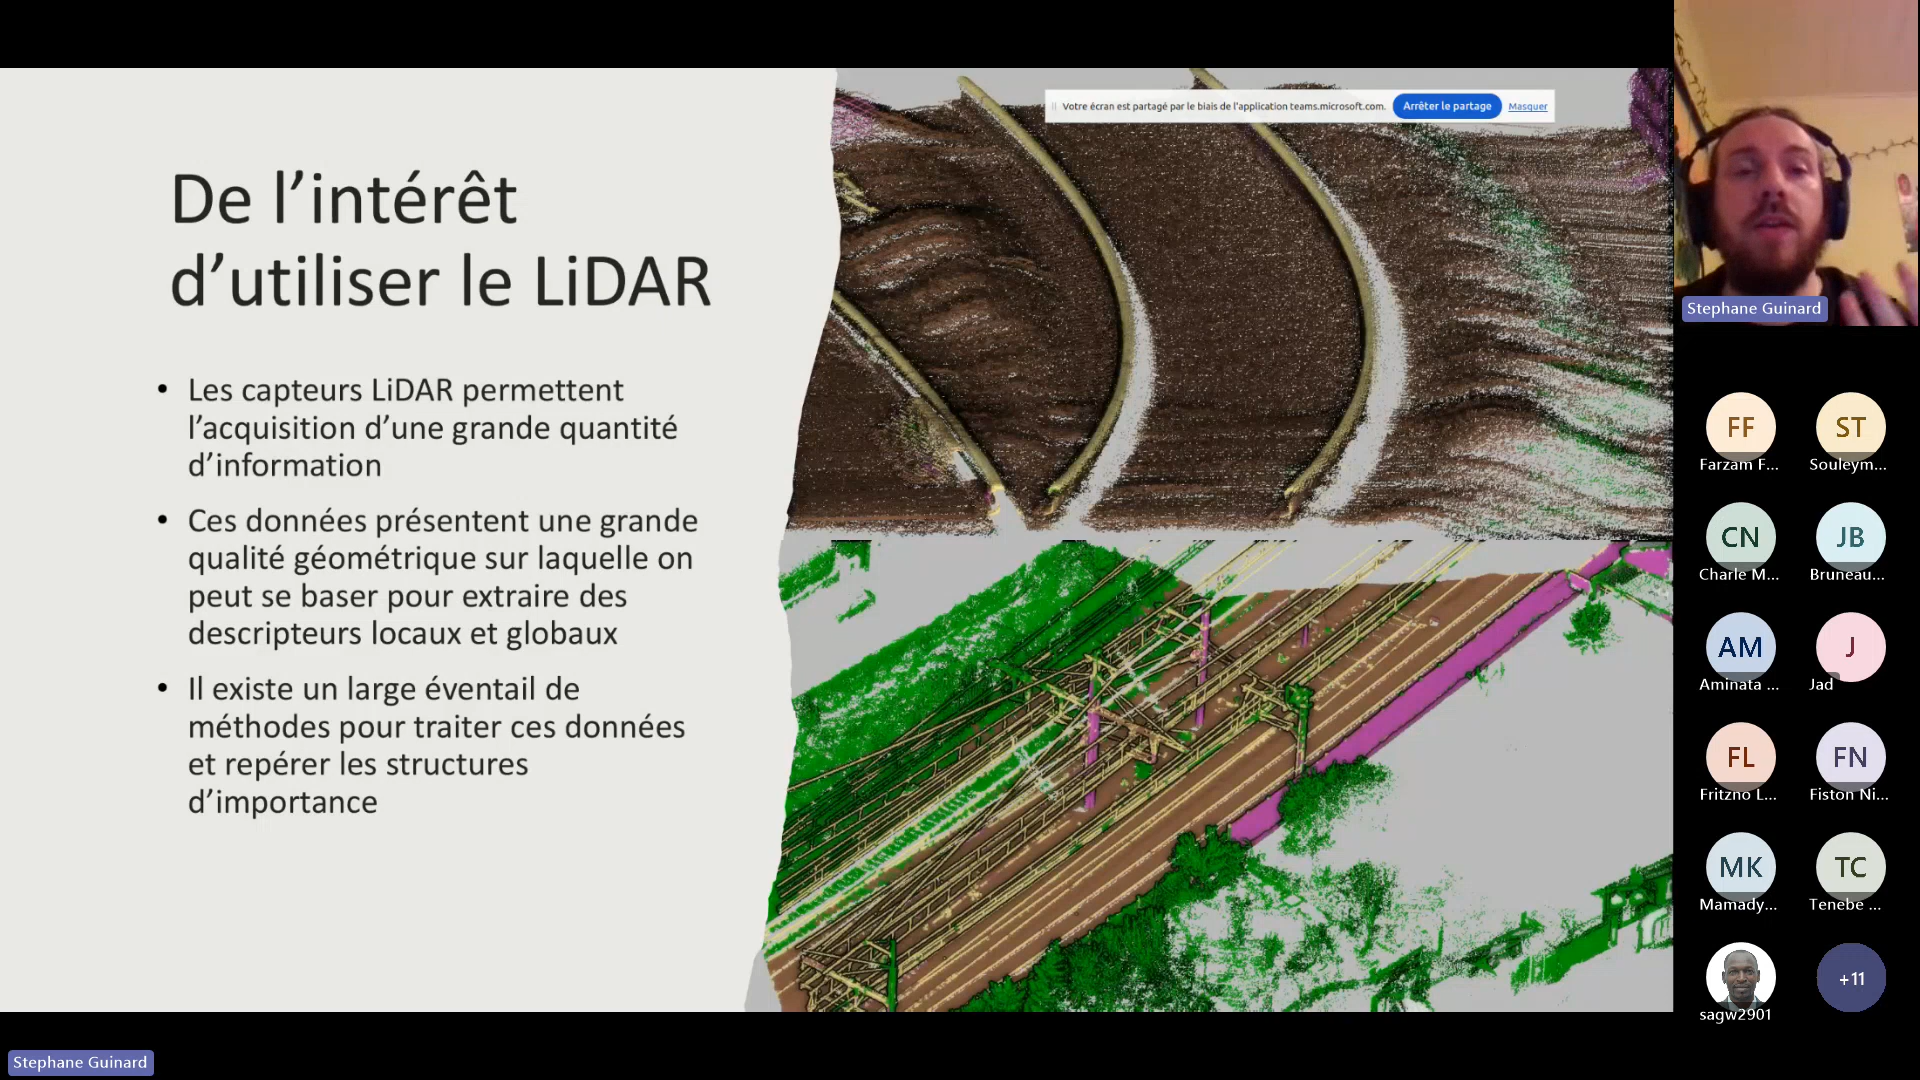 De l’intérêt
d’utiliser le LiDAR
• Les capteurs LiDAR permettent
l’acquisition d’une grande quantité
d’information
• Ces données présentent une grande
qualité géométrique sur laquelle on
peut se baser pour extraire des
descripteurs locaux et globaux
• Il existe un large éventail de
méthodes pour traiter ces données
et repérer les structures
d’importance
Votre écran est partagé par le biais de l'application teams.microsoft.com. Arrêter le partage Masquer
Stephane Guinard
FF ST
Farzam F... Souleym...
CN JB
Charle M... Bruneau...
AM J
Aminata ... Jad
FL FN
Fritzno L... Fiston Ni...
MK TC
Mamady... Tenebe ...
+11
sagw2901
Stephane Guinard